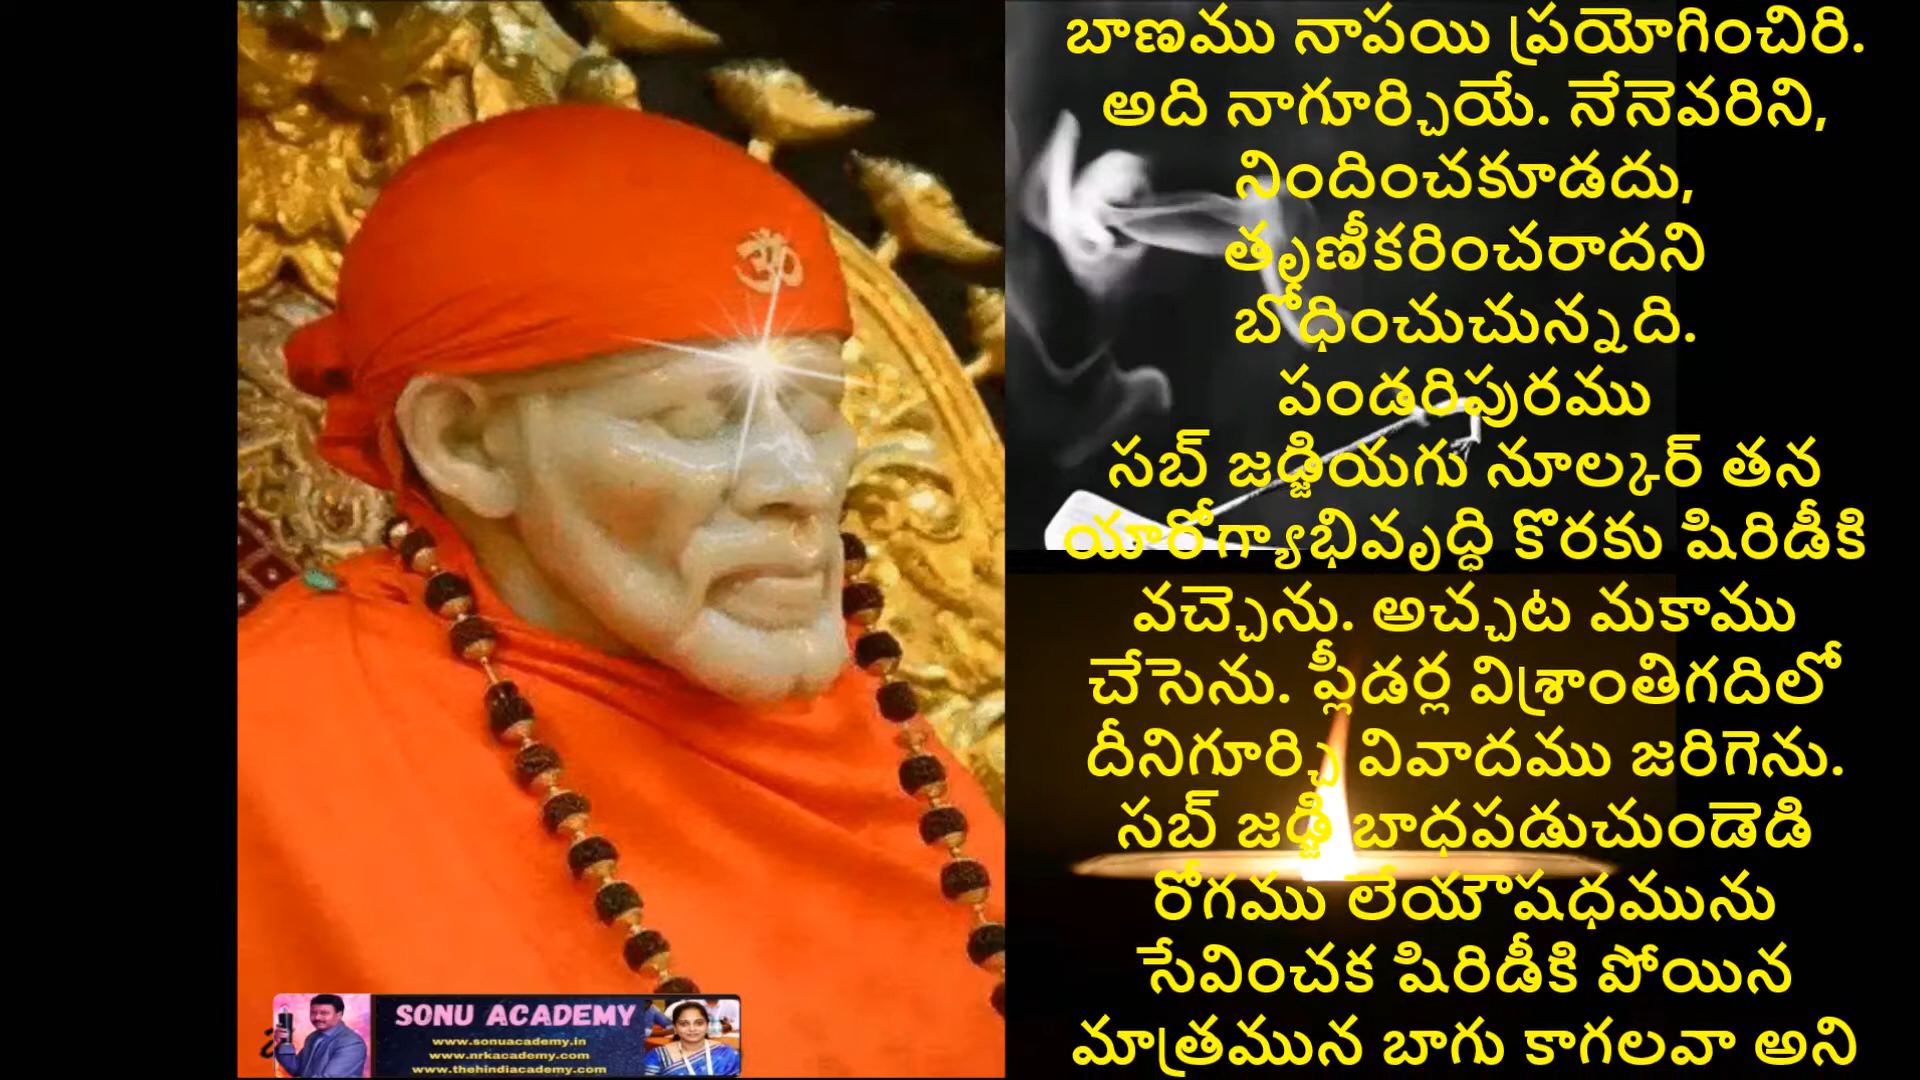 బాణము నాపయి ప్రయోగించిరి.
అది నాగూర్చియే. నేనెవరిని,
నిందించకూడదు,
తృణీకరించరాదని
బోధించుచున్నది.
పండరిపురము
సబ్ జడ్జియగు నూల్కర్ తన
యారోగ్యాభివృద్ధి కొరకు షిరిడీకి
వచ్చెను. అచ్చట మకాము
చేసెను. ప్లీడర్ల విశ్రాంతిగదిలో
దీనిగూర్చి వివాదము జరిగెను.
సబ్ జడ్జి బాధపడుచుండెడి
రోగము లేయౌషధమును
సేవించక షిరిడీకి పోయిన
మాత్రమున బాగు కాగలవా అని
SONU ACADEMY
www.sonuacademy.in
www.nrkacademy.com
www.thehindiacademy.com